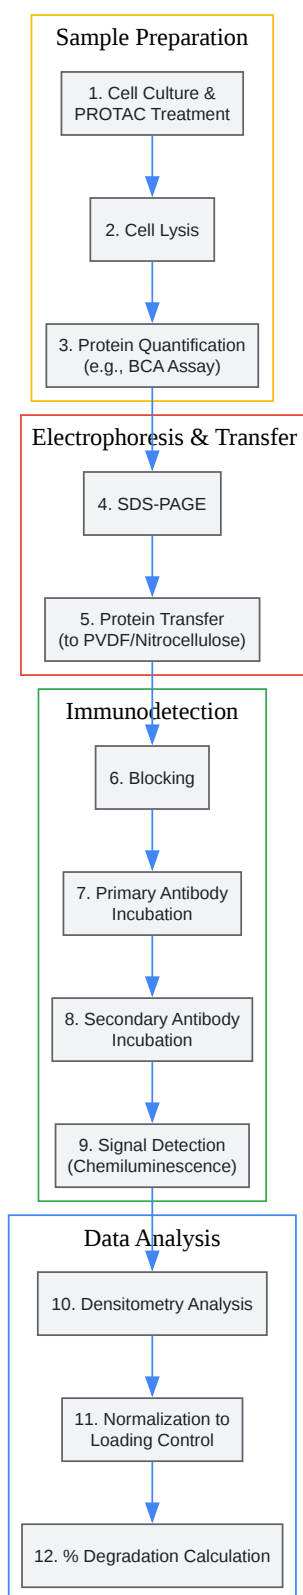 Sample Preparation
1. Cell Culture &
PROTAC Treatment
2. Cell Lysis
3. Protein Quantification
(e.g., BCA Assay)
Electrophoresis & Transfer
4. SDS-PAGE
5. Protein Transfer
(to PVDF/Nitrocellulose)
Immunodetection
6. Blocking
7. Primary Antibody
Incubation
8. Secondary Antibody
Incubation
9. Signal Detection
(Chemiluminescence)
Data Analysis
10. Densitometry Analysis
11. Normalization to
Loading Control
12. % Degradation Calculation